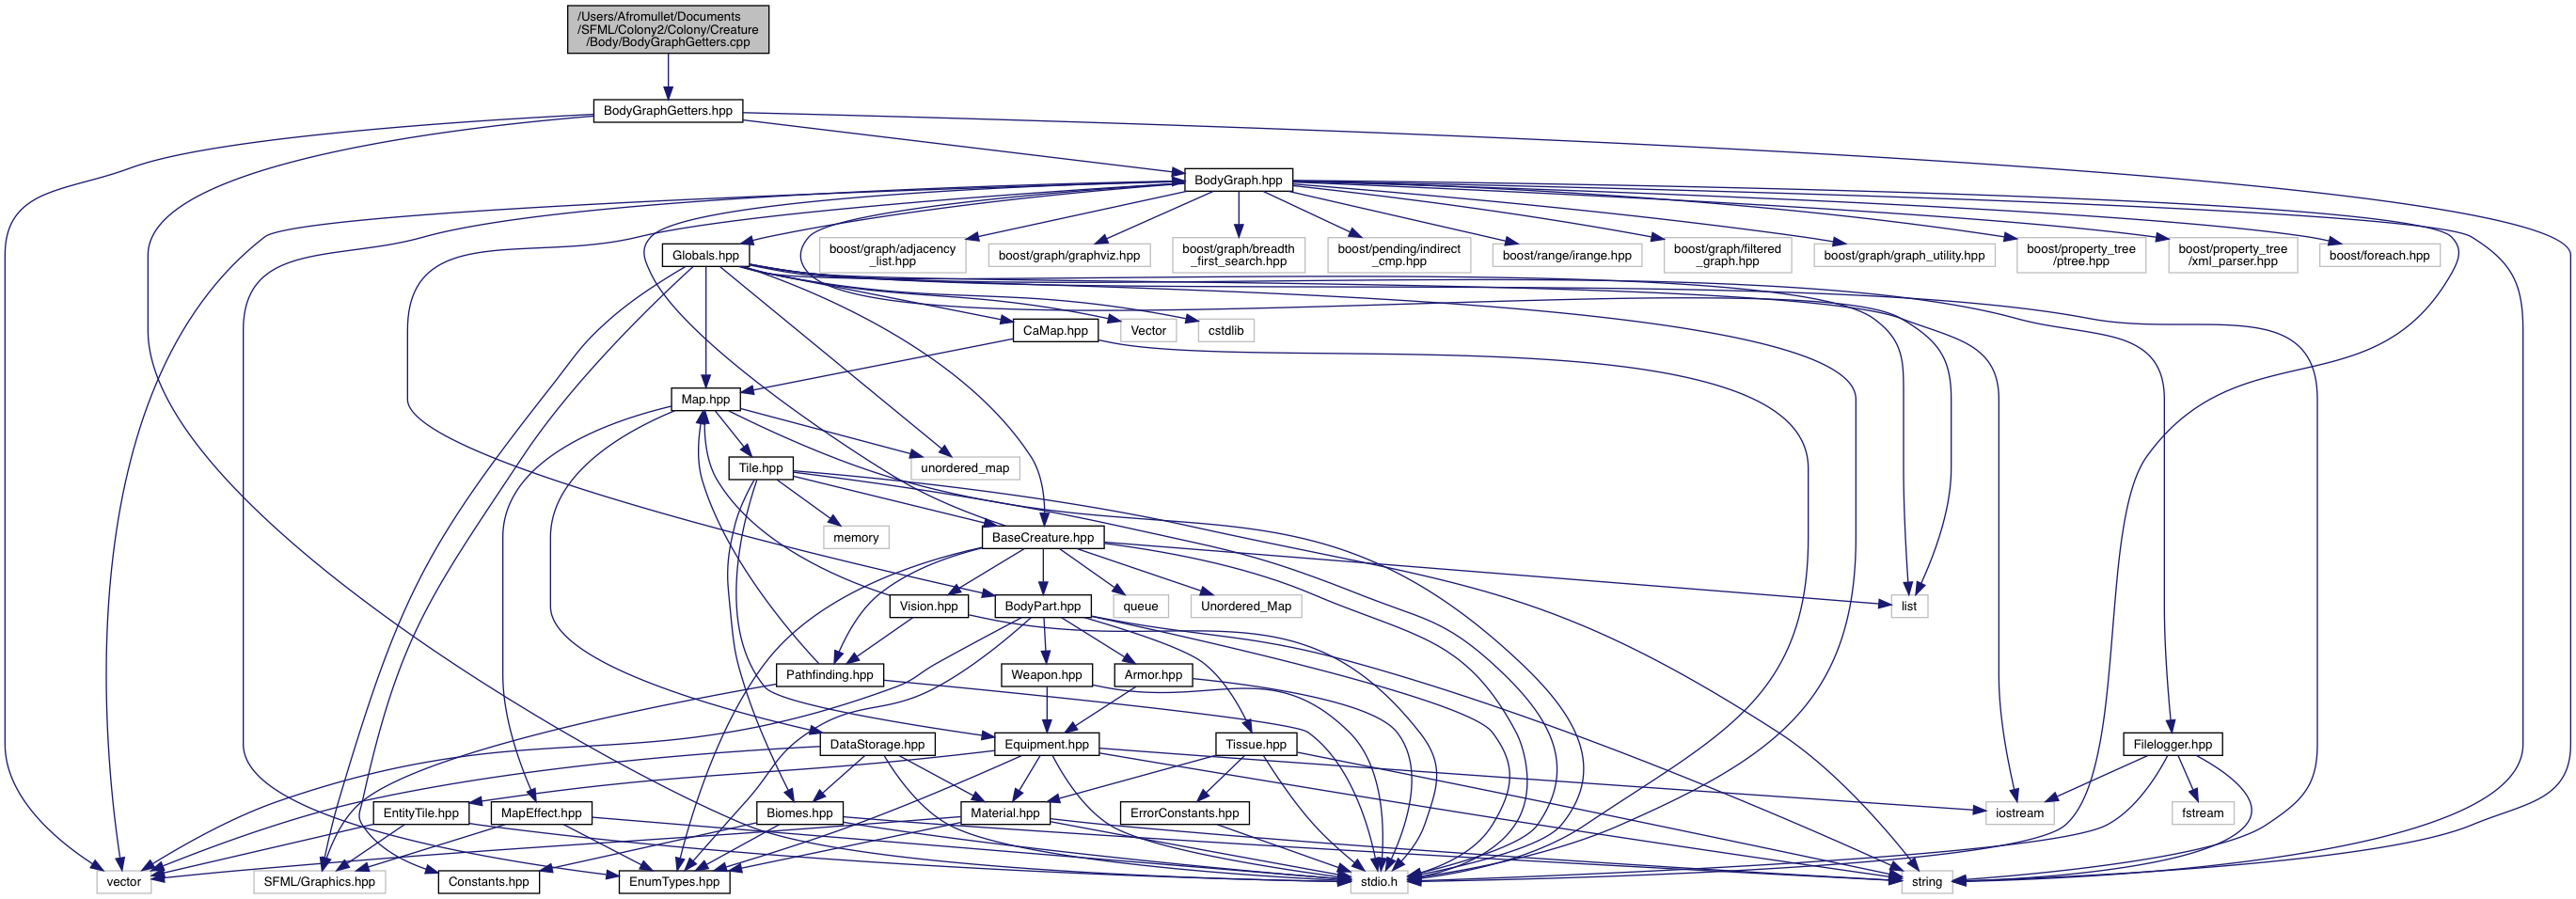 /Users/Afromullet/Documents
/SFML/Colony2/Colony/Creature
/Body/BodyGraphGetters.cpp
BodyGraphGetters.hpp
BodyGraph.hpp
Globals.hpp
boost/graph/adjacency
_list.hpp
boost/graph/graphviz.hpp
boost/graph/breadth
_first_search.hpp
boost/pending/indirect
_cmp.hpp
boost/range/irange.hpp
boost/graph/filtered
_graph.hpp
boost/graph/graph_utility.hpp
boost/property_tree
/ptree.hpp
boost/property_tree
/xml_parser.hpp
boost/foreach.hpp
CaMap.hpp
Vector
cstdlib
Map.hpp
Tile.hpp
unordered_map
memory
BaseCreature.hpp
Vision.hpp
BodyPart.hpp
queue
Unordered_Map
list
Pathfinding.hpp
Weapon.hpp
Armor.hpp
DataStorage.hpp
Equipment.hpp
Tissue.hpp
Filelogger.hpp
EntityTile.hpp
MapEffect.hpp
Biomes.hpp
Material.hpp
ErrorConstants.hpp
iostream
fstream
vector
SFML/Graphics.hpp
Constants.hpp
EnumTypes.hpp
stdio.h
string